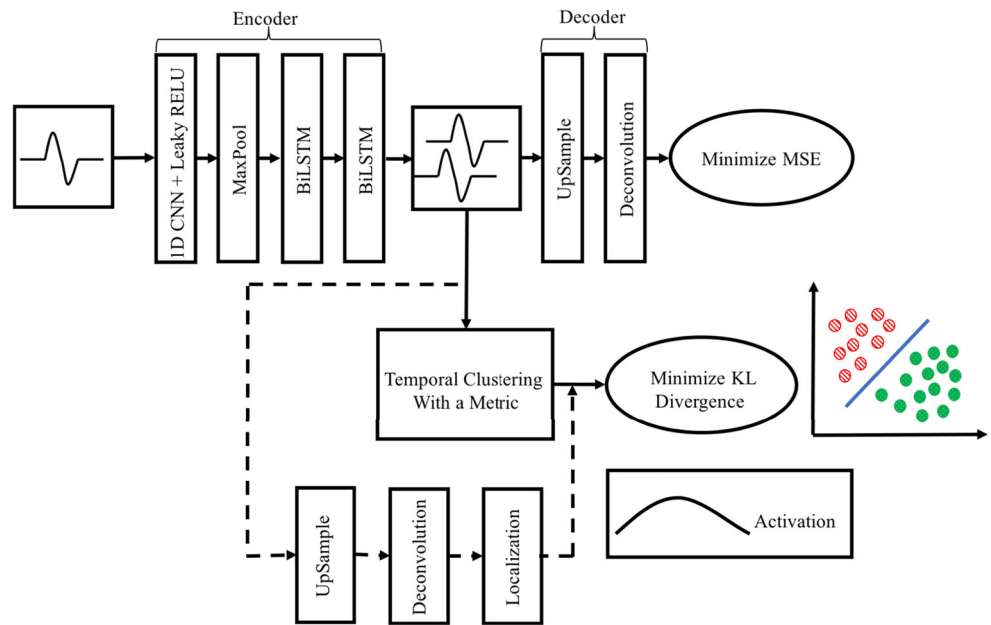 Encoder
Decoder
1D CNN + Leaky RELU
MaxPool
BiLSTM
BiLSTM
UpSample
Deconvolution
Minimize MSE
Temporal Clustering
With a Metric
Minimize KL
Divergence
UpSample
Deconvolution
Localization
Activation